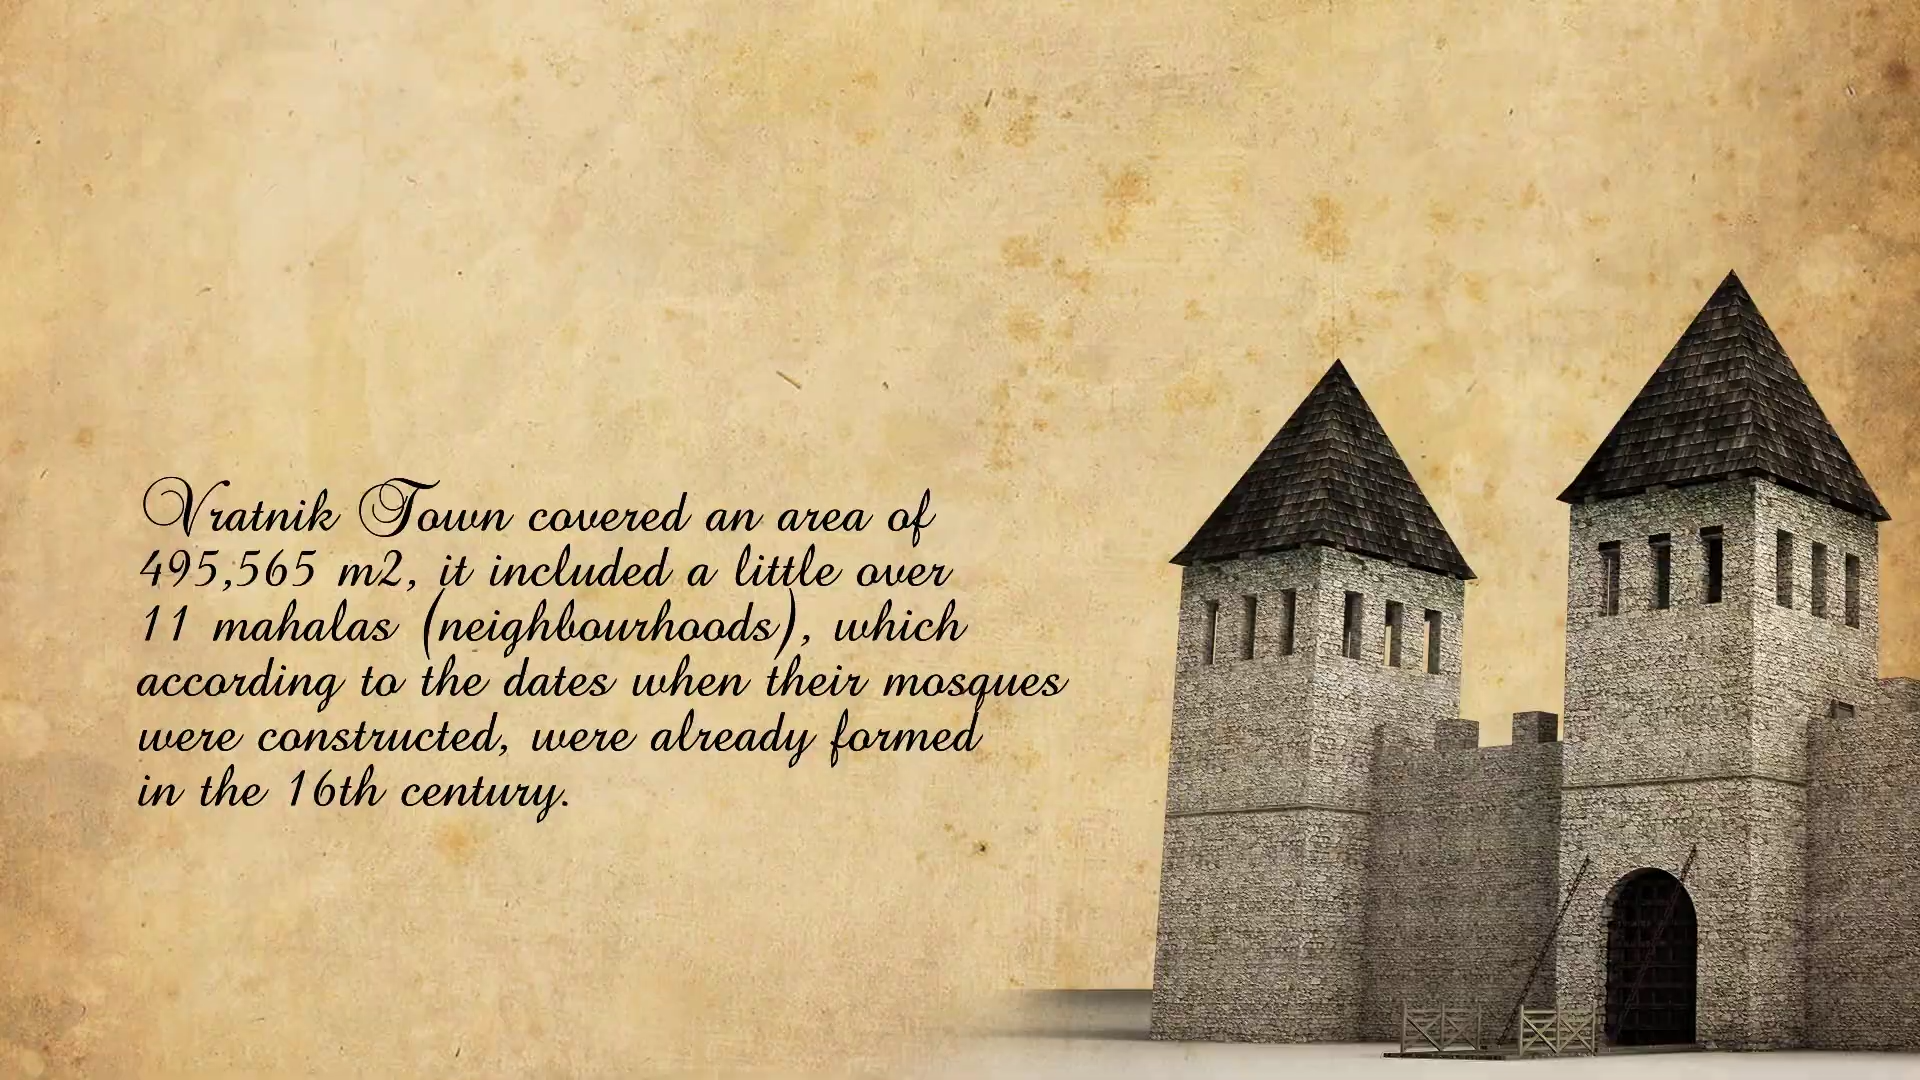 Vratnik Town covered an area of
495,565 m2, it included a little over
11 mahalas (neighbourhoods), which
according to the dates when their mosques
were constructed, were already formed
in the 16th century.